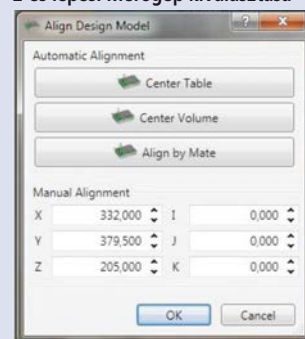 Align Design Model
Automatic Alignment
Center Table
Center Volume
Align by Mate
Manual Alignment
X 332,000 I 0,000
Y 379,500 J 0,000
Z 205,000 K 0,000
OK Cancel